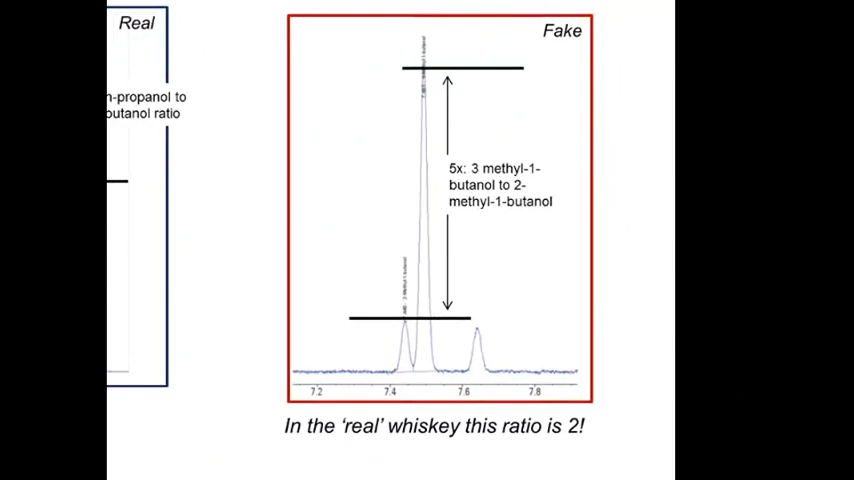 Real
n-propanol to
butanol ratio
Fake
5x: 3 methyl-1-
butanol to 2-
methyl-1-butanol
7.2 7.4 7.6 7.8
In the ‘real’ whiskey this ratio is 2!